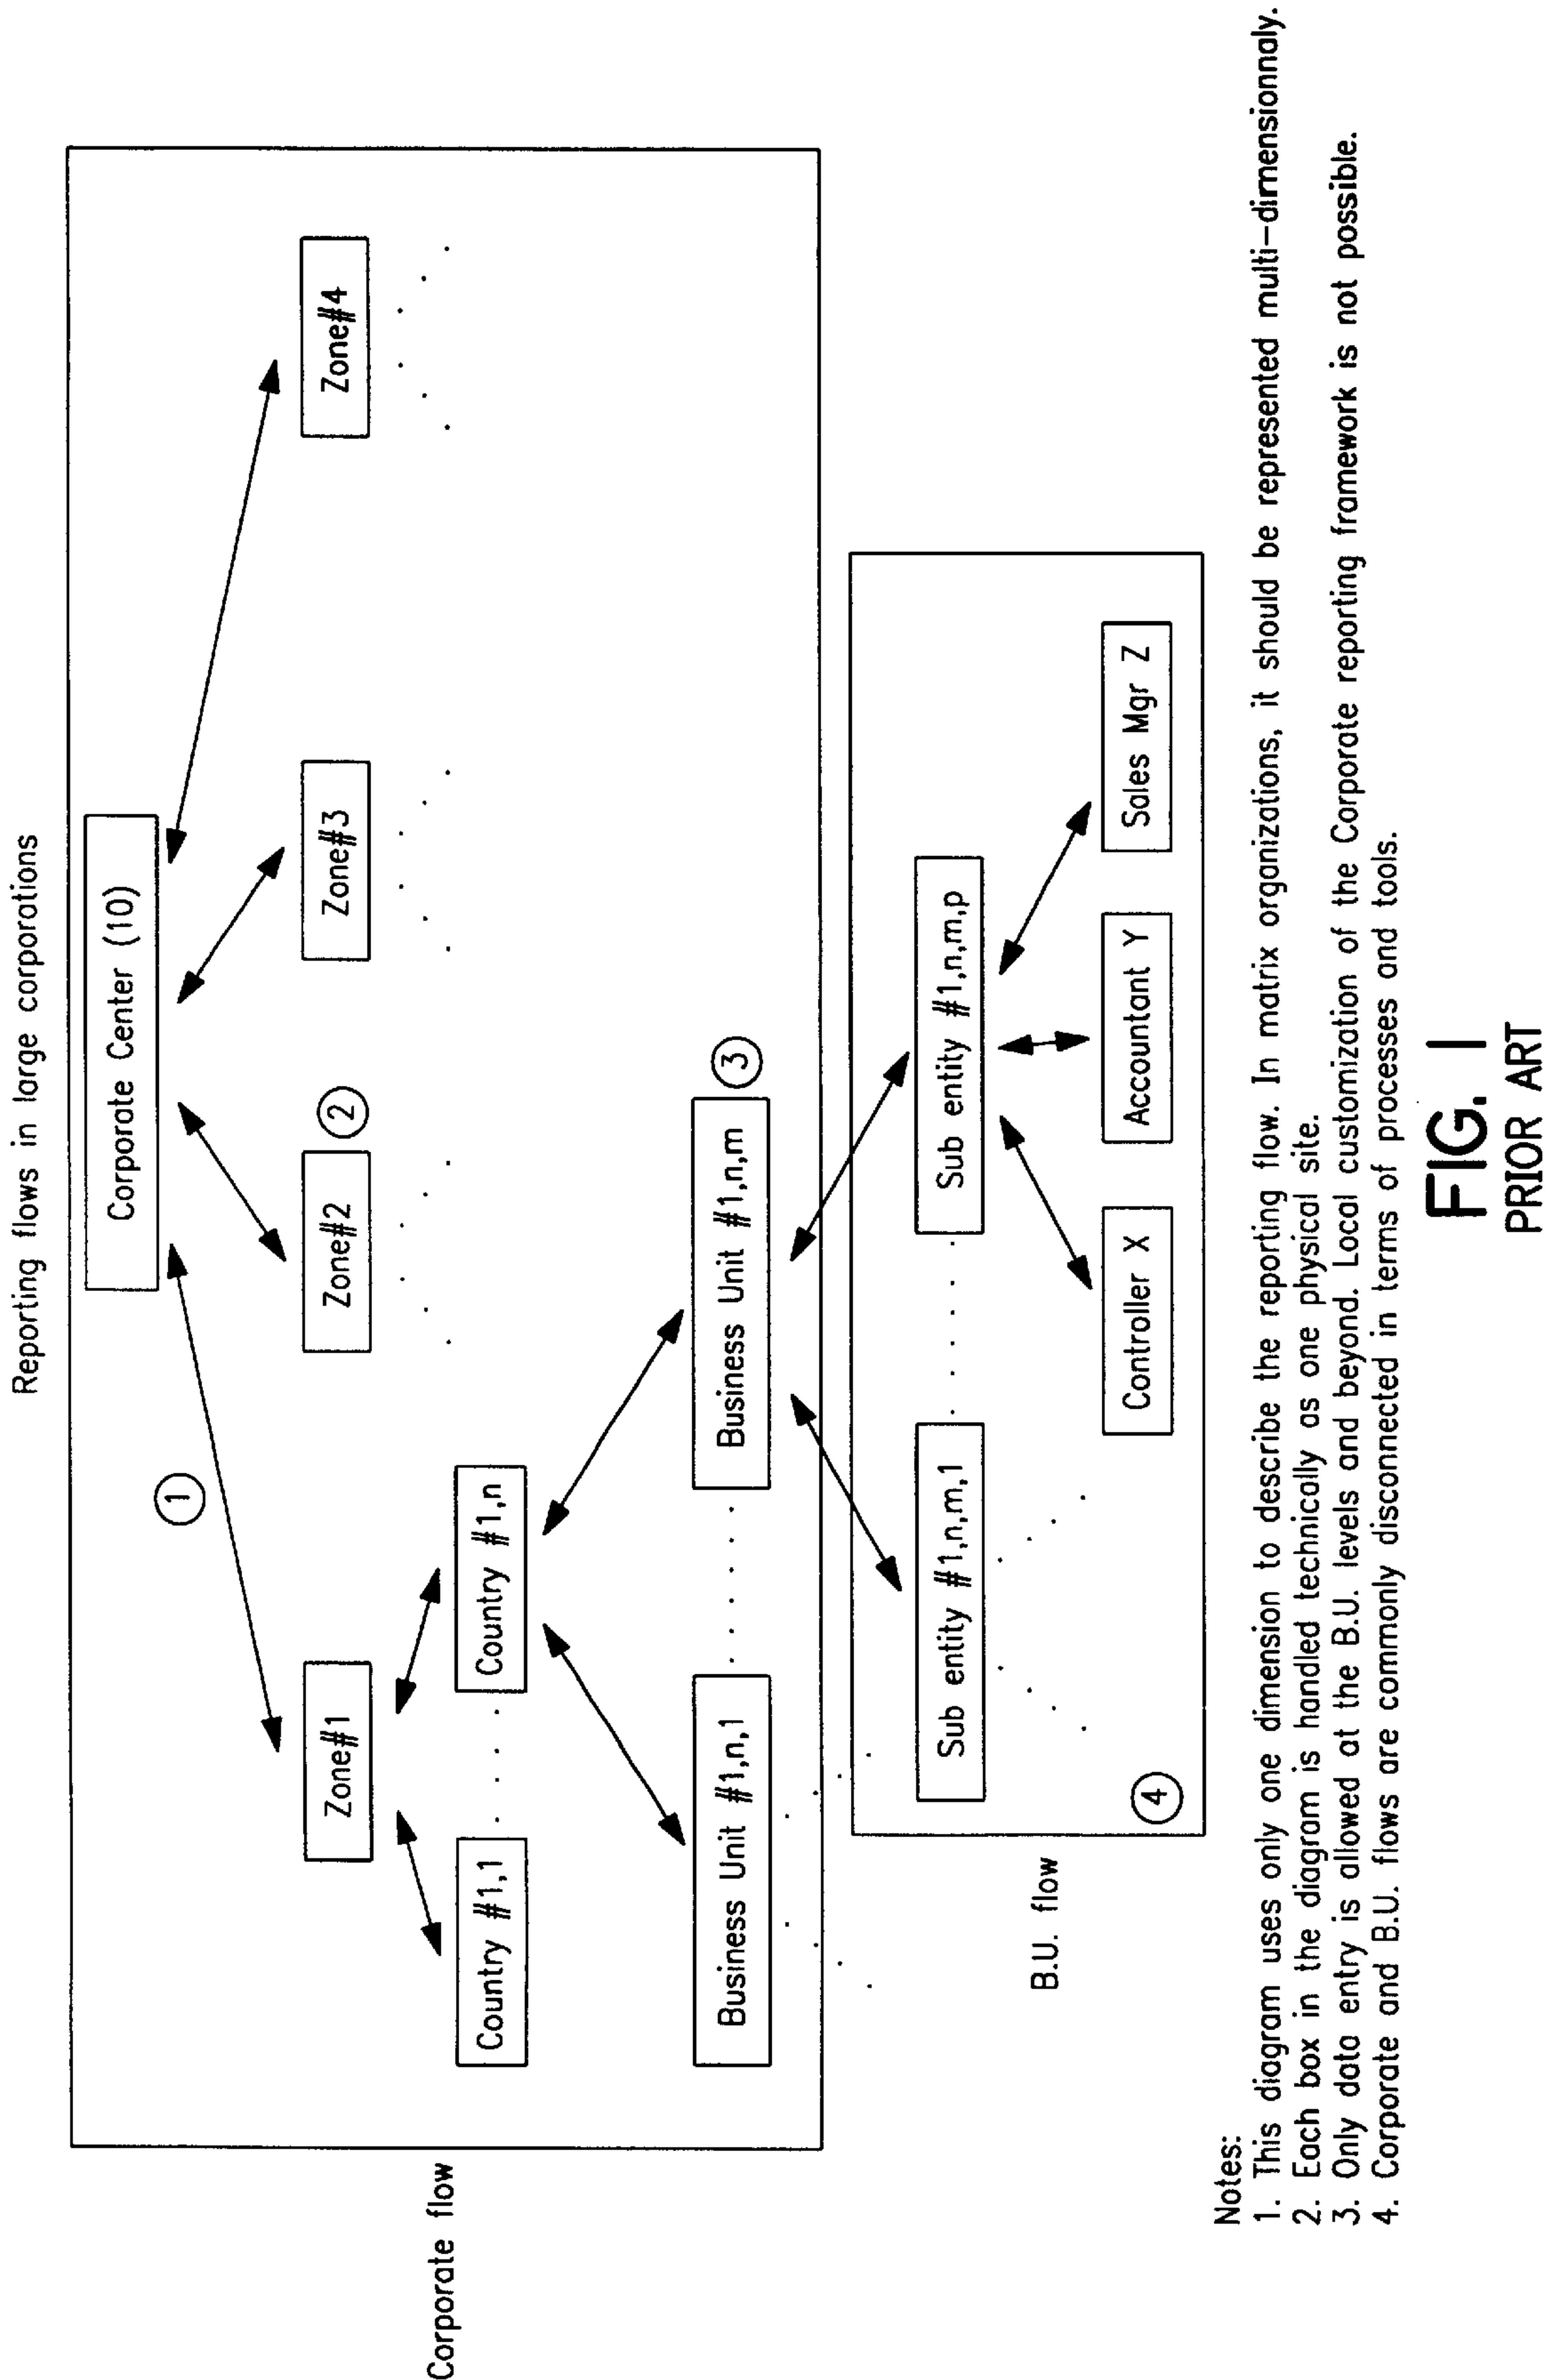 Reporting flows in large corporations
Corporate flow
Corporate Center (10)
1
Zone#1
Zone#2
2
Zone#3
Zone#4
Country #1,1
Country #1,n
Business Unit #1,n,1
Business Unit #1,n,m
3
B.U. flow
Sub entity #1,n,m,1
Sub entity #1,n,m,p
4
Controller X
Accountant Y
Sales Mgr Z
Notes:
1. This diagram uses only one dimension to describe the reporting flow. In matrix organizations, it should be represented multi-dimensionnaly.
2. Each box in the diagram is handled technically as one physical site.
3. Only data entry is allowed at the B.U. levels and beyond. Local customization of the Corporate reporting framework is not possible.
4. Corporate and B.U. flows are commonly disconnected in terms of processes and tools.
FIG. 1
PRIOR ART